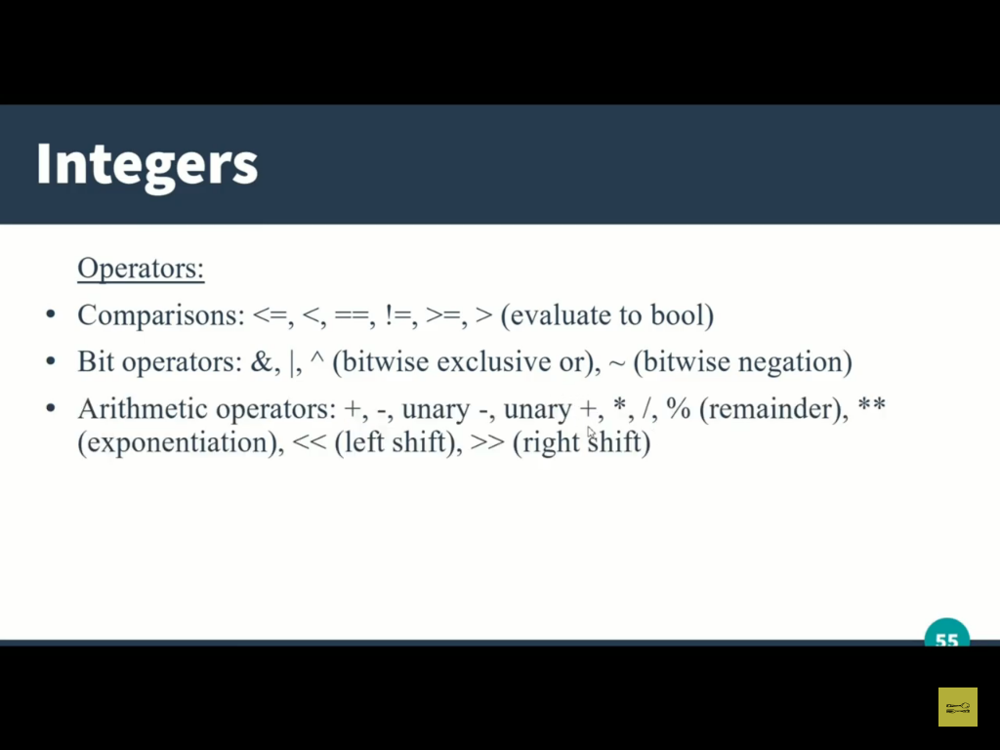 Integers
Operators:
• Comparisons: <=, <, ==, !=, >=, > (evaluate to bool)
• Bit operators: &, |, ^ (bitwise exclusive or), ~ (bitwise negation)
• Arithmetic operators: +, -, unary -, unary +, *, /, % (remainder), **
(exponentiation), << (left shift), >> (right shift)
55